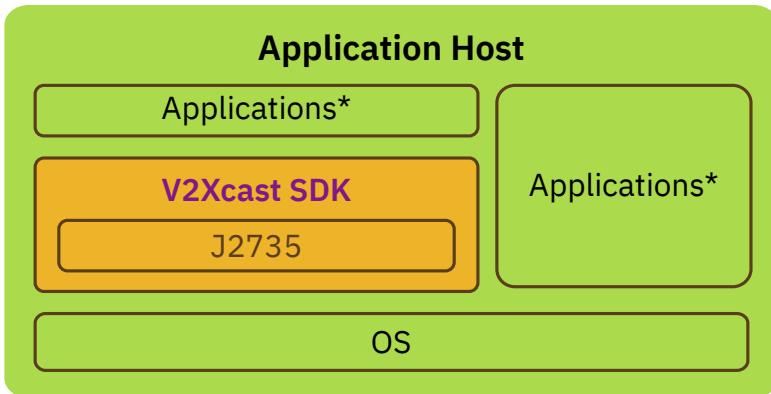 Application Host
Applications*
V2Xcast SDK
J2735
Applications*
OS